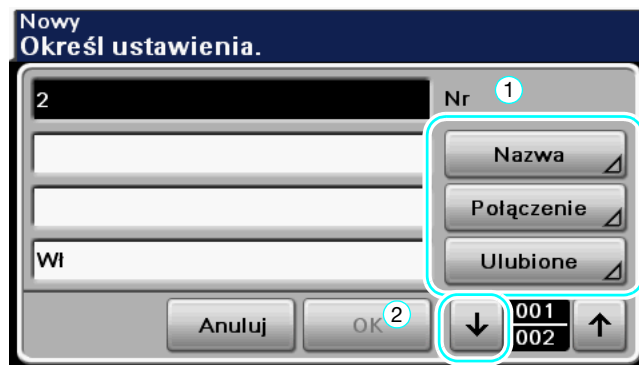 Nowy
Określ ustawienia.
2 Nr 1
Nazwa
Połączenie
Wł Ulubione
Anuluj OK 2 ↓ 001 ↑
002